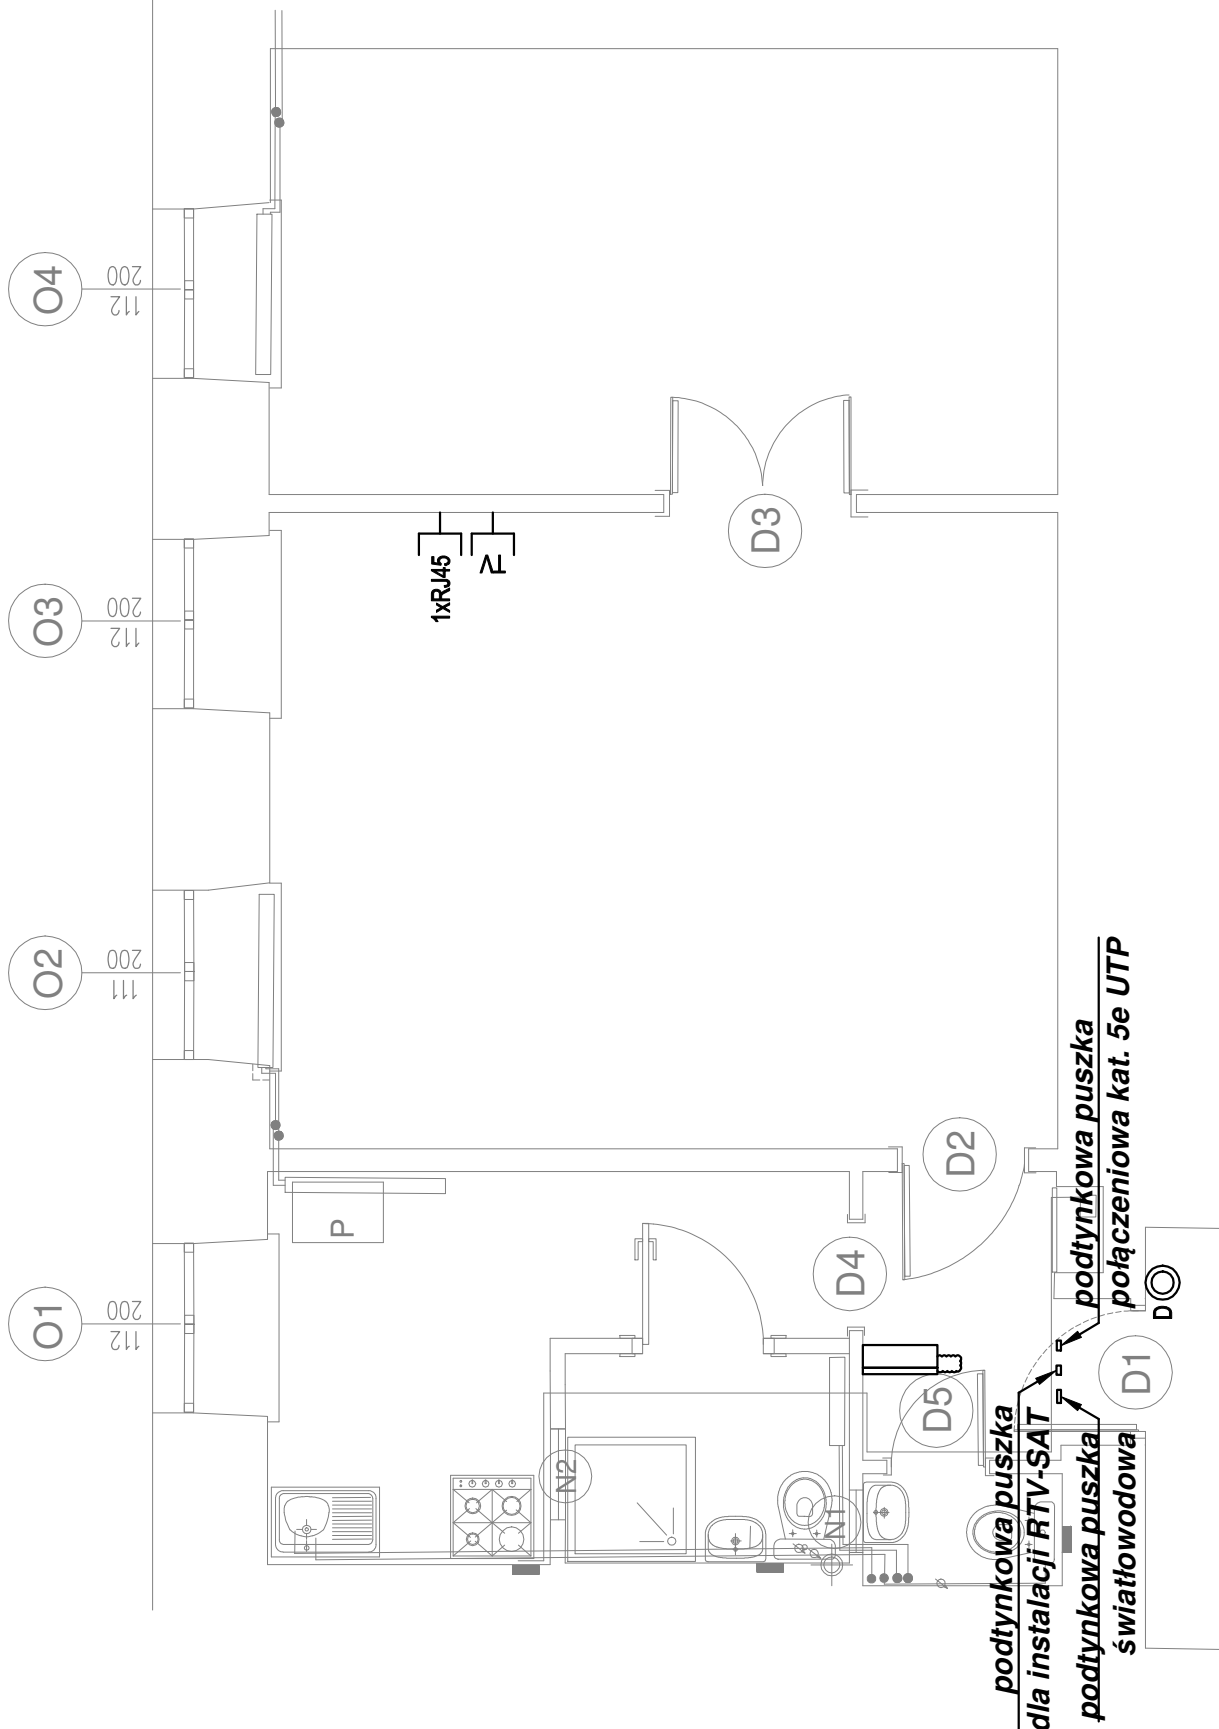 O4
200
112
O3
200
112
O2
200
111
O1
200
112
1xRJ45
D3
D2
P
D4
N2
D5
N1
D1
D
podtynkowa puszka
połączeniowa kat. 5e UTP
podtynkowa puszka
dla instalacji RTV-SAT
podtynkowa puszka
światłowodowa